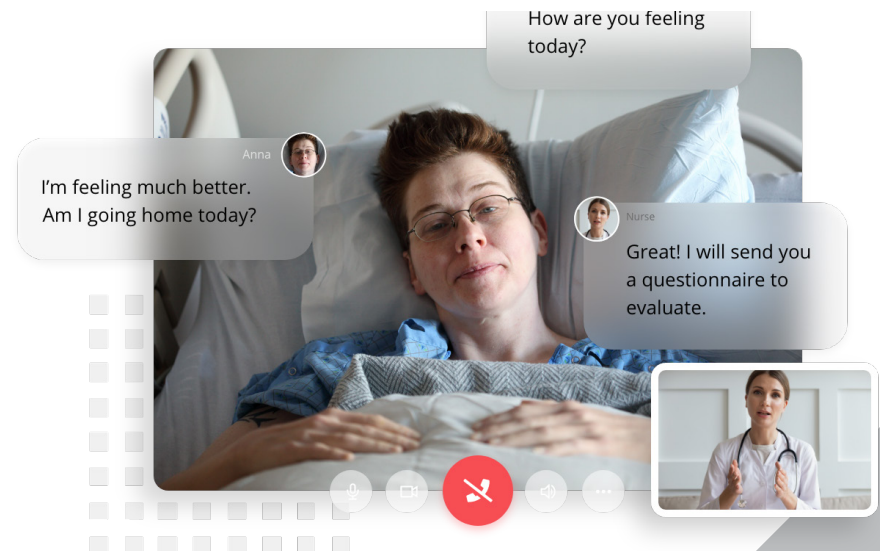 How are you feeling
today?
Anna
I'm feeling much better.
Am I going home today?
Nurse
Great! I will send you
a questionnaire to
evaluate.